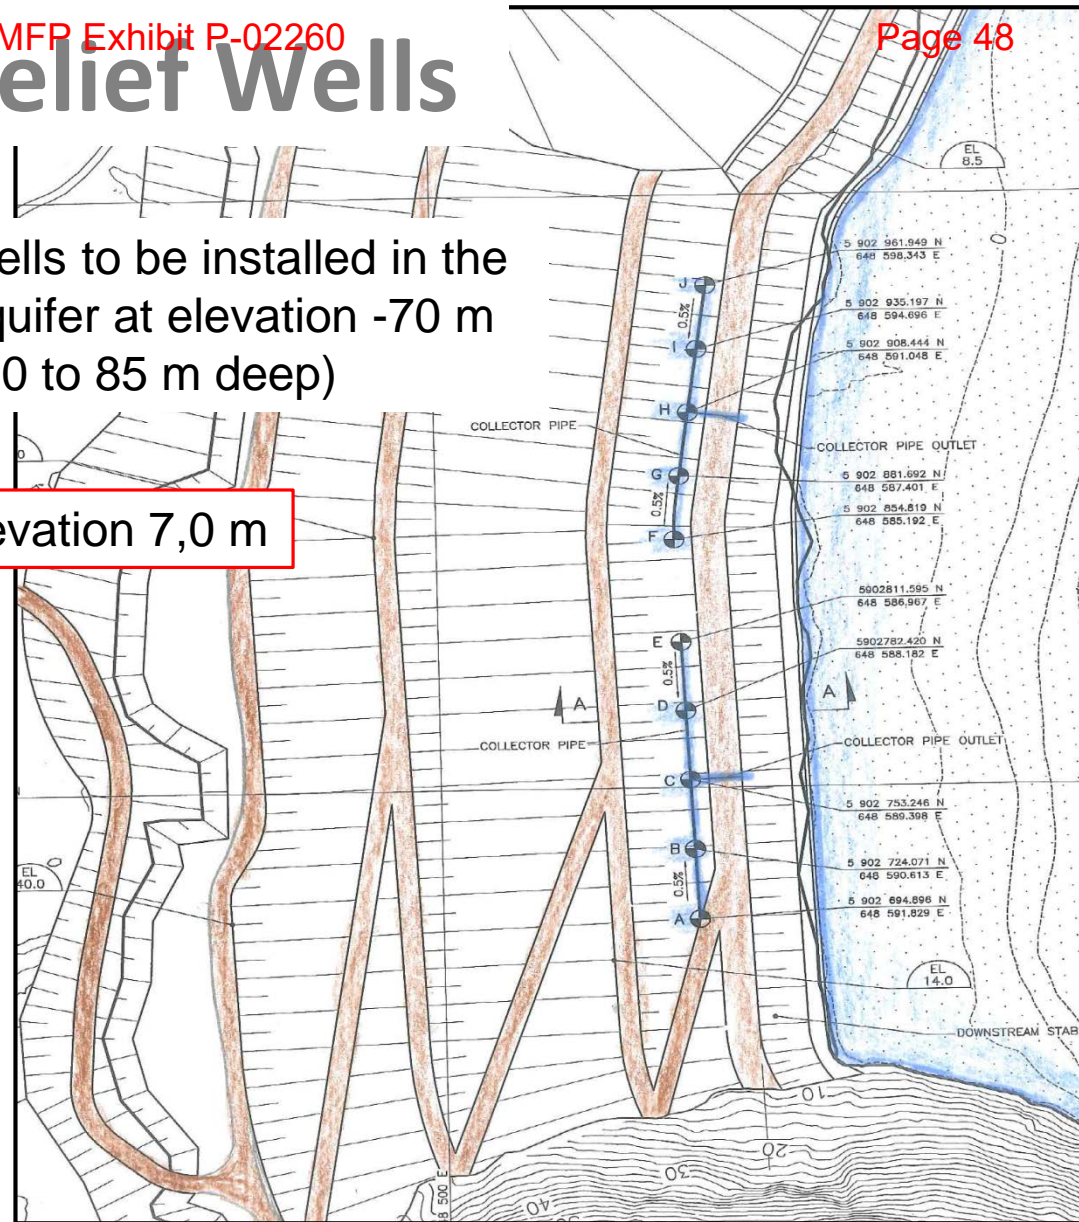 MFP Exhibit P-02260
Page 48
elief Wells
ells to be installed in the
quifer at elevation -70 m
0 to 85 m deep)
evation 7,0 m
EL
8.5
0
5 902 961.949 N
648 598.343 E
5 902 935.197 N
648 594.696 E
5 902 908.444 N
648 591.048 E
J
0.5%
I
H
COLLECTOR PIPE
COLLECTOR PIPE OUTLET
0
G
5 902 881.692 N
648 587.401 E
0.5%
5 902 854.819 N
648 585.192 E
F
5902811.595 N
648 586.967 E
E
5902782.420 N
648 588.182 E
0.5%
A
A
D
COLLECTOR PIPE
COLLECTOR PIPE OUTLET
C
5 902 753.246 N
648 589.398 E
B
5 902 724.071 N
648 590.613 E
0.5%
EL
40.0
A
5 902 694.896 N
648 591.829 E
EL
14.0
DOWNSTREAM STAB
10
20
30
40
8 500 E